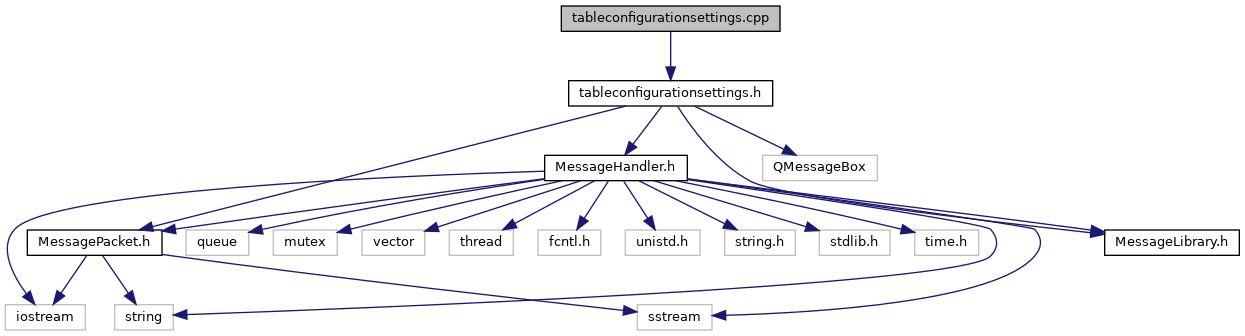 tableconfigurationsettings.cpp
tableconfigurationsettings.h
MessageHandler.h
QMessageBox
MessagePacket.h
queue
mutex
vector
thread
fcntl.h
unistd.h
string.h
stdlib.h
time.h
MessageLibrary.h
iostream
string
sstream